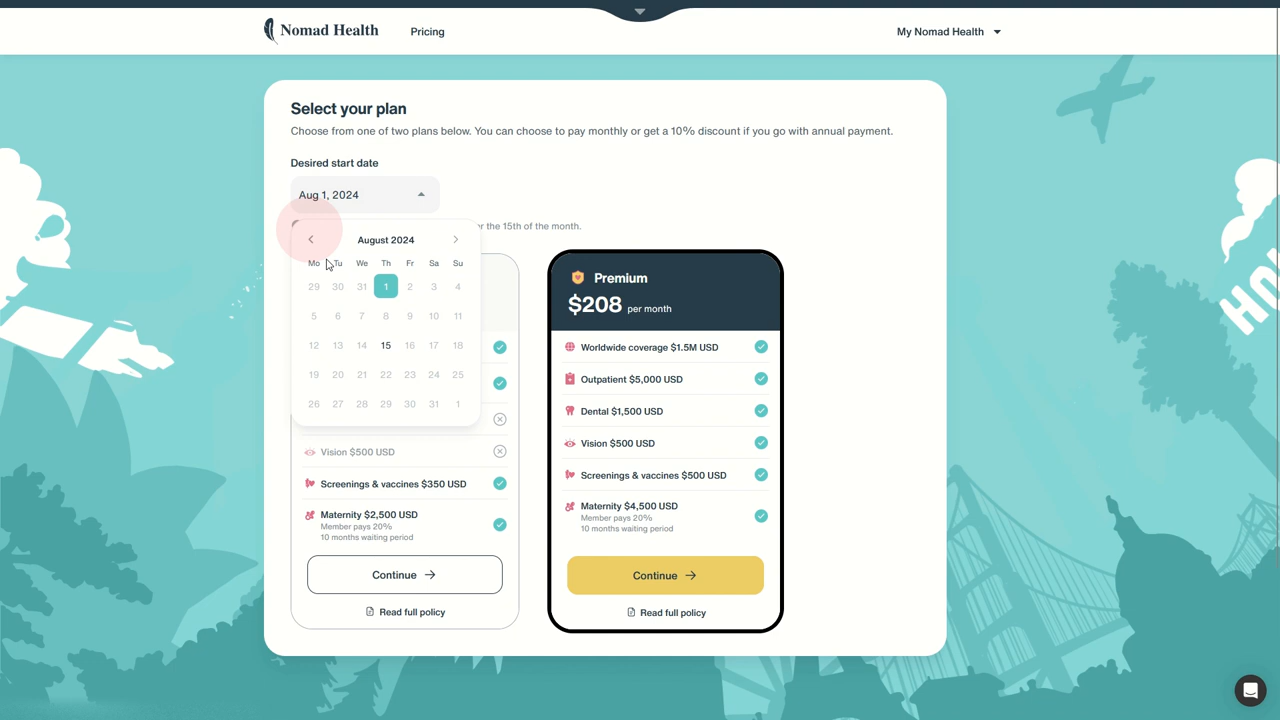 Nomad Health
Pricing
My Nomad Health
Select your plan
Choose from one of two plans below. You can choose to pay monthly or get a 10% discount if you go with annual payment.
Desired start date
Aug 1, 2024
the 15th of the month.
August 2024
Mo Tu We Th Fr Sa Su
29 30 31 1 2 3 4
5 6 7 8 9 10 11
12 13 14 15 16 17 18
19 20 21 22 23 24 25
26 27 28 29 30 31 1
Vision $500 USD
Screenings & vaccines $350 USD
Maternity $2,500 USD
Member pays 20%
10 months waiting period
Continue
Read full policy
Premium
$208 per month
Worldwide coverage $1.5M USD
Outpatient $5,000 USD
Dental $1,500 USD
Vision $500 USD
Screenings & vaccines $500 USD
Maternity $4,500 USD
Member pays 20%
10 months waiting period
Continue
Read full policy